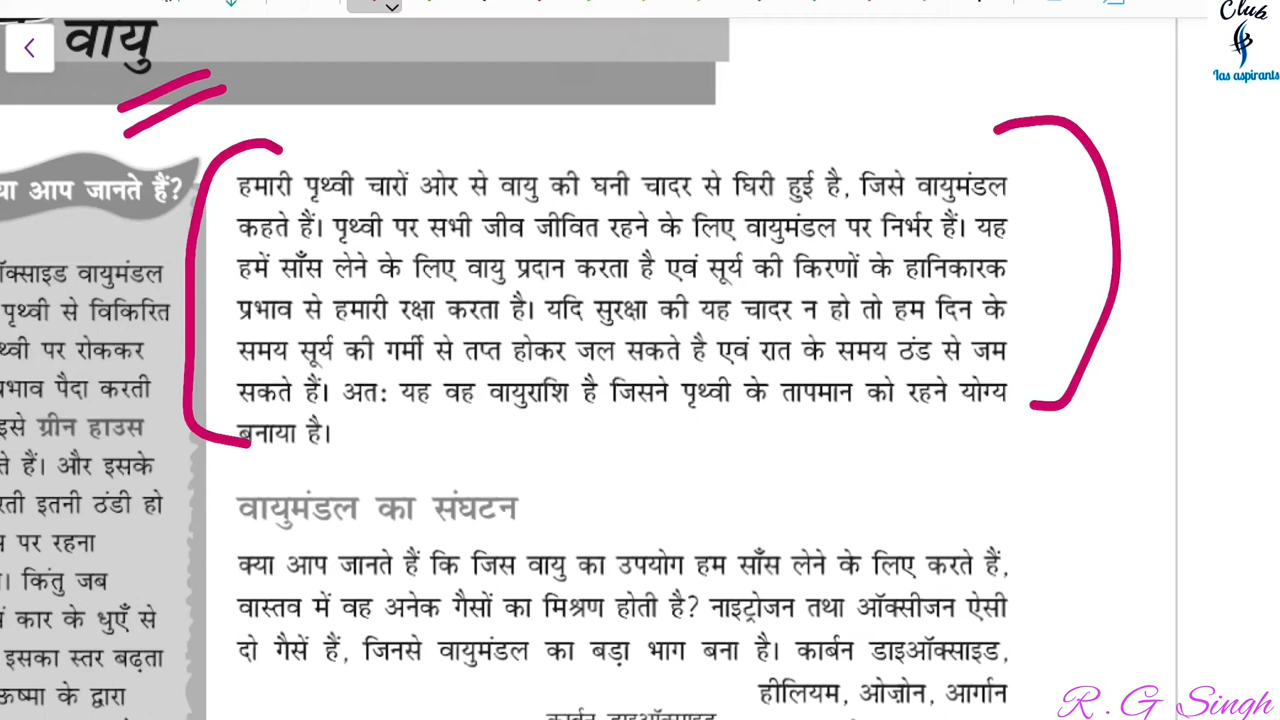 वायु
Club
Ias aspirants
या आप जानते हैं?
ऑक्साइड वायुमंडल
पृथ्वी से विकिरित
थ्वी पर रोककर
प्रभाव पैदा करती
इसे ग्रीन हाउस
ते हैं। और इसके
रती इतनी ठंडी हो
पर रहना
। किंतु जब
कार के धुएँ से
इसका स्तर बढ़ता
ऊष्मा के द्वारा
हमारी पृथ्वी चारों ओर से वायु की घनी चादर से घिरी हुई है, जिसे वायुमंडल
कहते हैं। पृथ्वी पर सभी जीव जीवित रहने के लिए वायुमंडल पर निर्भर हैं। यह
हमें साँस लेने के लिए वायु प्रदान करता है एवं सूर्य की किरणों के हानिकारक
प्रभाव से हमारी रक्षा करता है। यदि सुरक्षा की यह चादर न हो तो हम दिन के
समय सूर्य की गर्मी से तप्त होकर जल सकते है एवं रात के समय ठंड से जम
सकते हैं। अतः यह वह वायुराशि है जिसने पृथ्वी के तापमान को रहने योग्य
बनाया है।
वायुमंडल का संघटन
क्या आप जानते हैं कि जिस वायु का उपयोग हम साँस लेने के लिए करते हैं,
वास्तव में वह अनेक गैसों का मिश्रण होती है? नाइट्रोजन तथा ऑक्सीजन ऐसी
दो गैसें हैं, जिनसे वायुमंडल का बड़ा भाग बना है। कार्बन डाइऑक्साइड,
हीलियम, ओज़ोन, आर्गान
कार्बन डाइऑक्साइड
R.G Singh